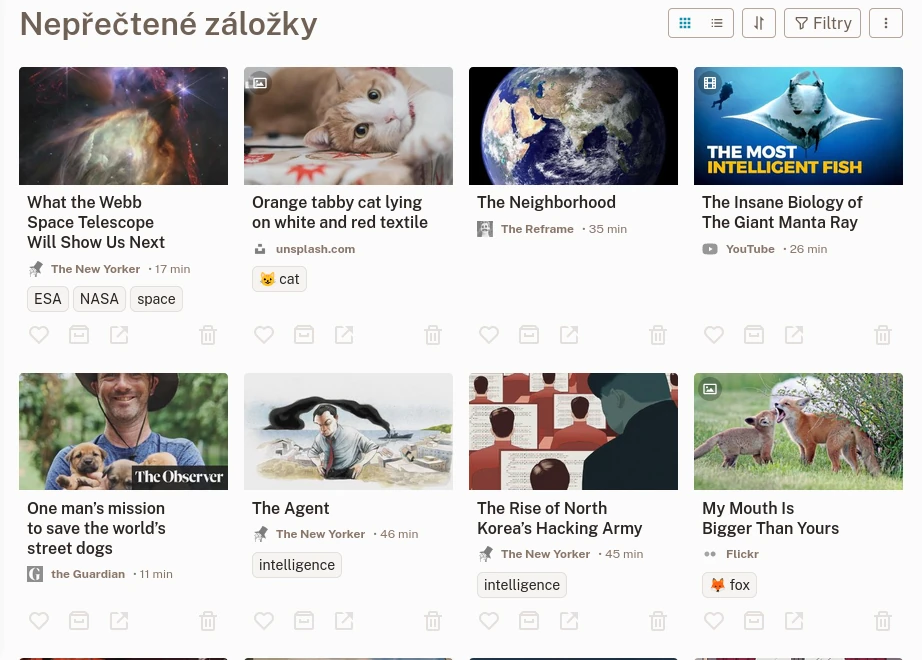 Nepřečtené záložky
Filtry
THE MOST
INTELLIGENT FISH
What the Webb
Space Telescope
Will Show Us Next
The New Yorker • 17 min
ESA NASA space
Orange tabby cat lying
on white and red textile
unsplash.com
😺 cat
The Neighborhood
The Reframe • 35 min
The Insane Biology of
The Giant Manta Ray
YouTube • 26 min
The Observer
One man's mission
to save the world's
street dogs
the Guardian • 11 min
The Agent
The New Yorker • 46 min
intelligence
The Rise of North
Korea's Hacking Army
The New Yorker • 45 min
intelligence
My Mouth Is
Bigger Than Yours
Flickr
🦊 fox